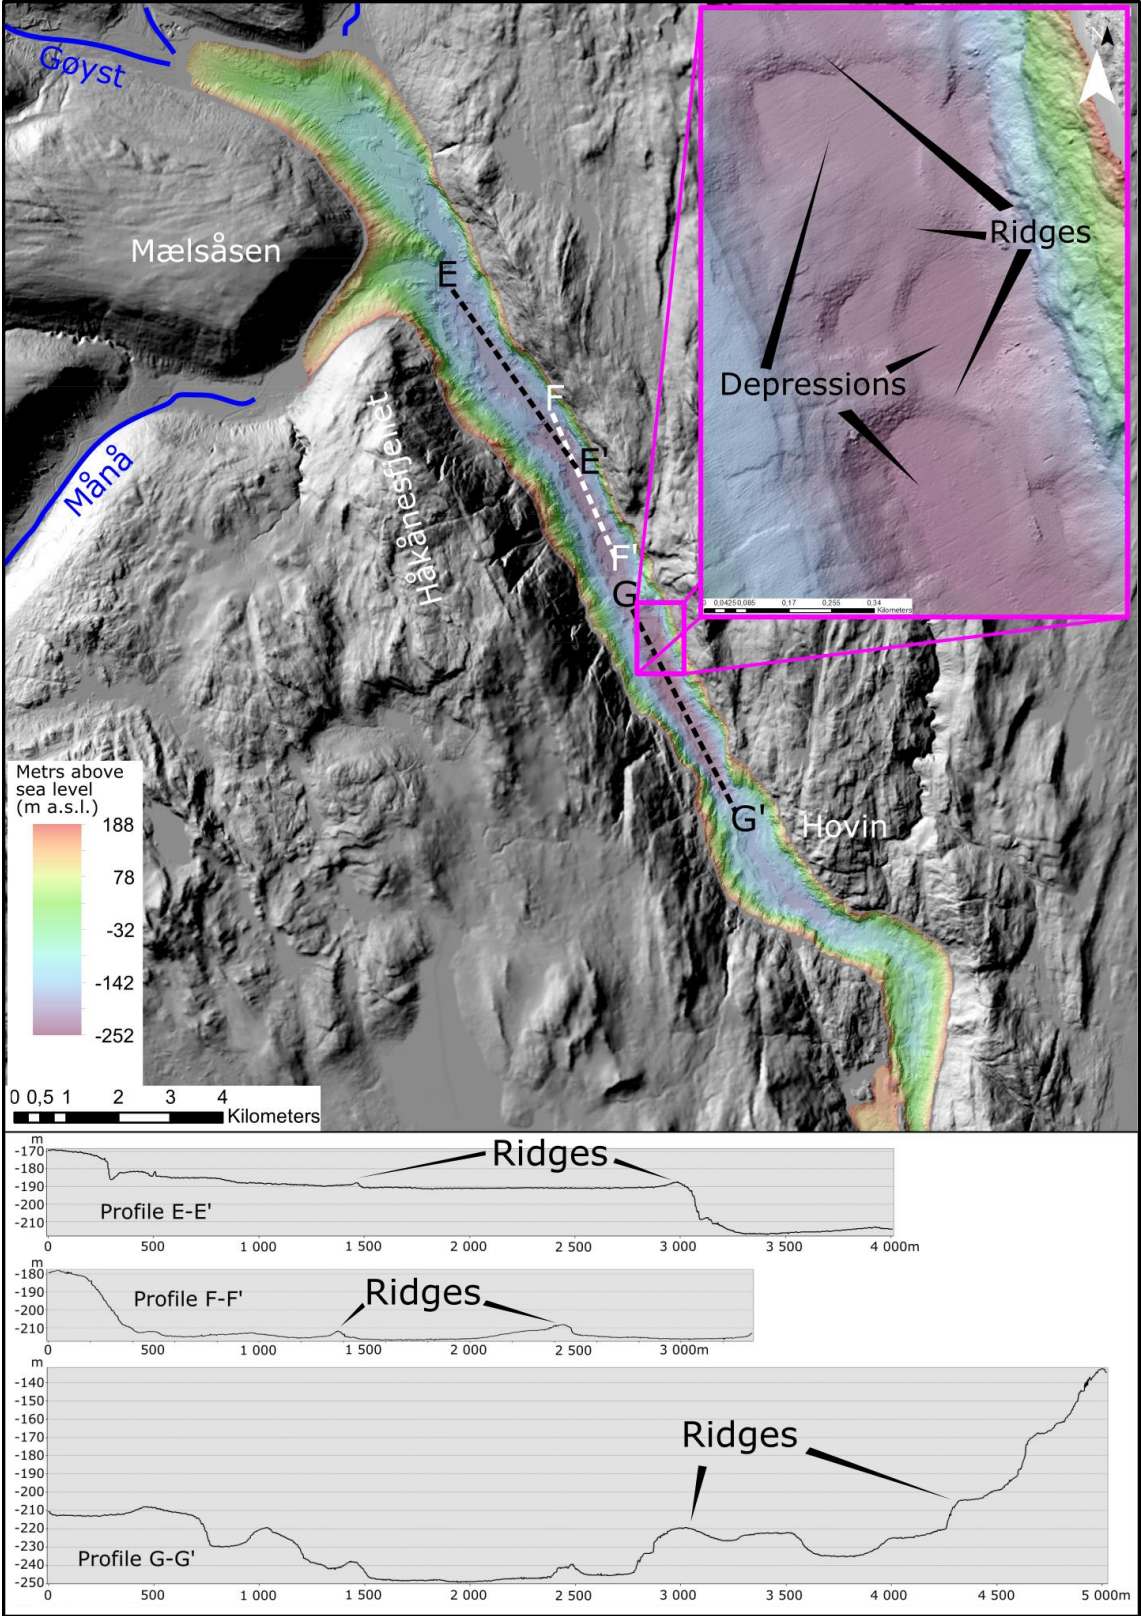 Gøyst
Mælsåsen
Månå
Håkånesfjellet
E
F
E'
F'
G
G'
Hovin
N
Ridges
Depressions
0 0,0425 0,085 0,17 0,255 0,34
Kilometers
Metrs above
sea level
(m a.s.l.)
188
78
-32
-142
-252
0 0,5 1 2 3 4
Kilometers
m
-170
-180
-190
-200
-210
Ridges
Profile E-E'
0 500 1 000 1 500 2 000 2 500 3 000 3 500 4 000m
m
-180
-190
-200
-210
Profile F-F'
Ridges
0 500 1 000 1 500 2 000 2 500 3 000m
m
-140
-150
-160
-170
-180
-190
-200
-210
-220
-230
-240
-250
Ridges
Profile G-G'
0 500 1 000 1 500 2 000 2 500 3 000 3 500 4 000 4 500 5 000m